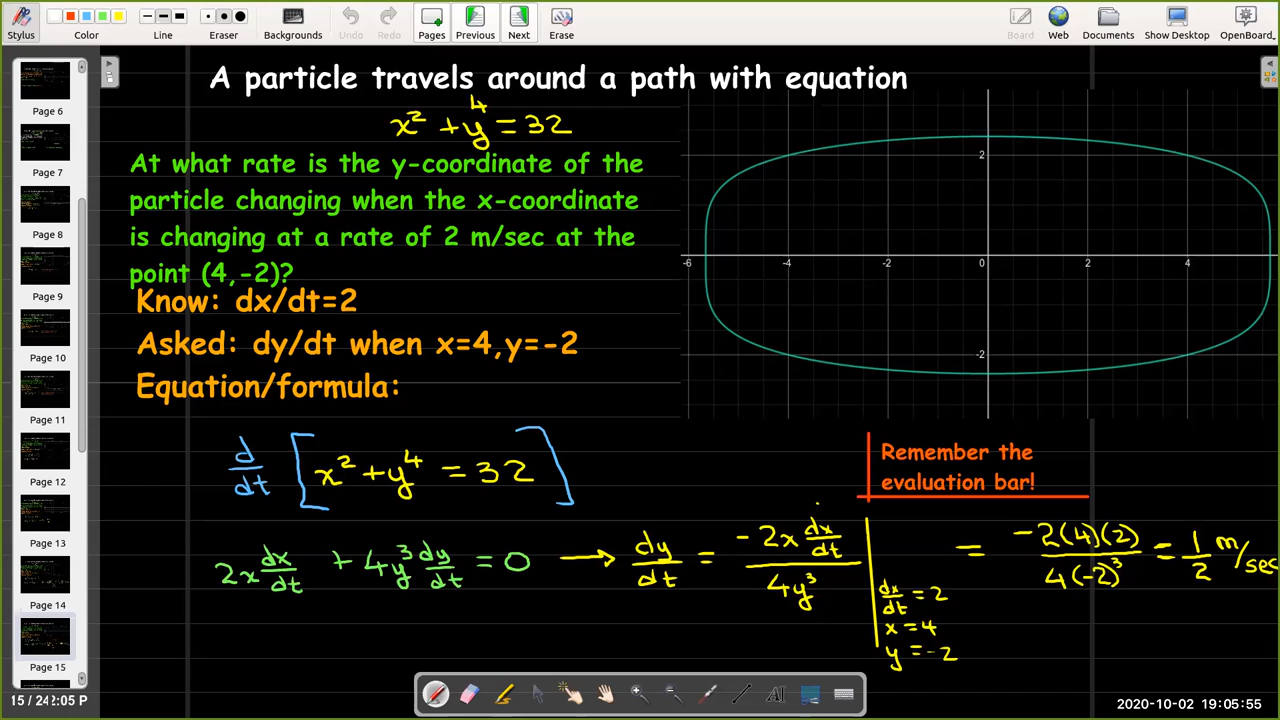 Stylus Color Line Eraser Backgrounds Undo Redo Pages Previous Next Erase Board Web Documents Show Desktop OpenBoard
Page 6
Page 7
Page 8
Page 9
Page 10
Page 11
Page 12
Page 13
Page 14
Page 15
15 / 24
2:05 P
A particle travels around a path with equation
x² + y⁴ = 32
At what rate is the y-coordinate of the
particle changing when the x-coordinate
is changing at a rate of 2 m/sec at the
point (4,-2)?
Know: dx/dt=2
Asked: dy/dt when x=4,y=-2
Equation/formula:
2
-6 -4 -2 0 2 4
-2
d/dt [x² + y⁴ = 32]
Remember the
evaluation bar!
2x dx/dt + 4y³ dy/dt = 0 → dy/dt = -2x dx/dt / 4y³ | = -2(4)(2) / 4(-2)³ = 1/2 m/sec
dx/dt = 2
x = 4
y = -2
AI
2020-10-02 19:05:55